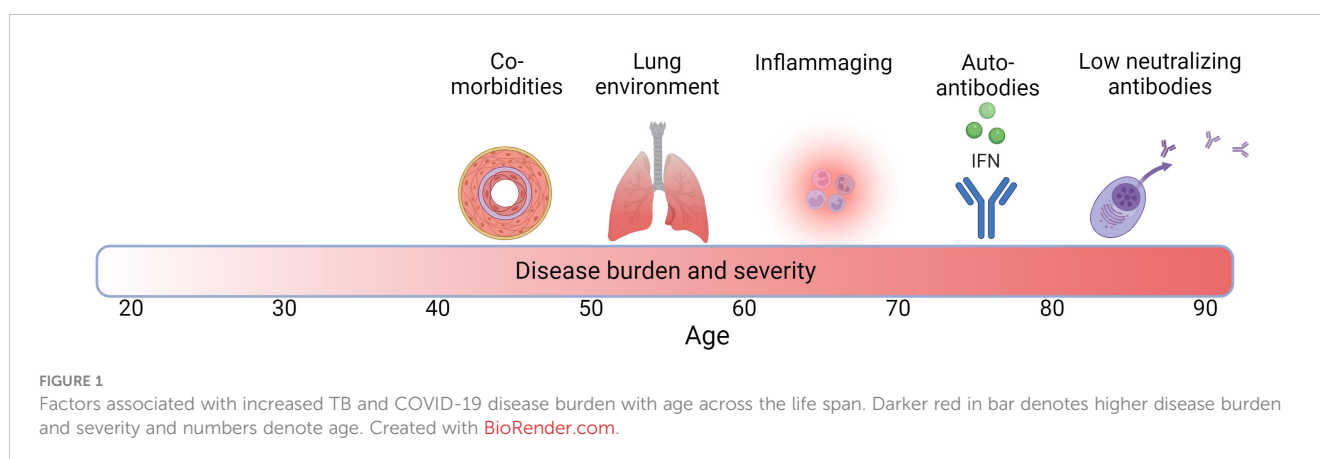 Co-
morbidities
Lung
environment
Inflammaging
Auto-
antibodies
Low neutralizing
antibodies
IFN
Disease burden and severity
20 30 40 50 60 70 80 90
Age
FIGURE 1
Factors associated with increased TB and COVID-19 disease burden with age across the life span. Darker red in bar denotes higher disease burden
and severity and numbers denote age. Created with BioRender.com.